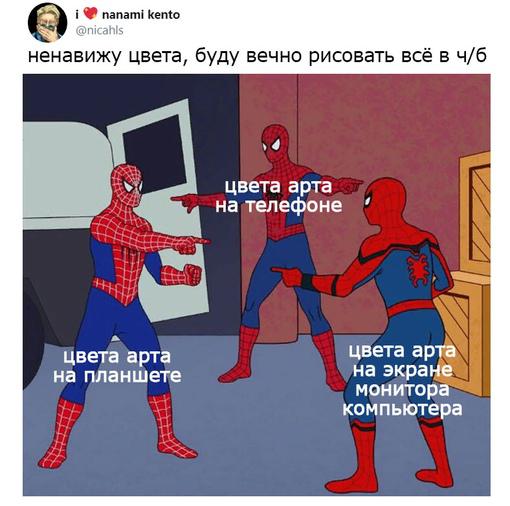 i ❤ nanami kento
@nicahls
ненавижу цвета, буду вечно рисовать всё в ч/б
цвета арта
на телефоне
цвета арта
на планшете
цвета арта
на экране
монитора
компьютера